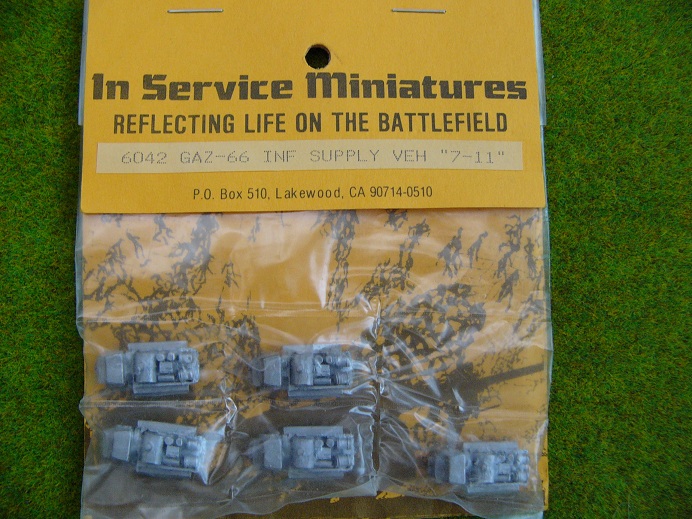 In Service Miniatures
REFLECTING LIFE ON THE BATTLEFIELD
6042 GAZ-66 INF SUPPLY VEH "7-11"
P.O. Box 510, Lakewood, CA 90714-0510